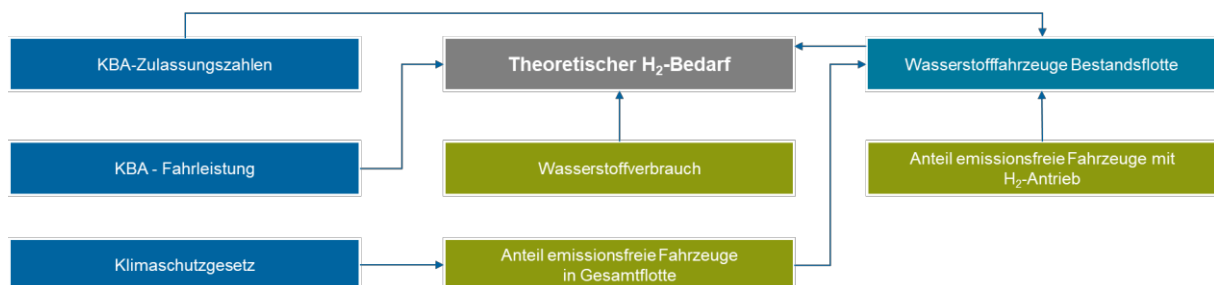 KBA-Zulassungszahlen
Theoretischer H₂-Bedarf
Wasserstofffahrzeuge Bestandsflotte
KBA - Fahrleistung
Wasserstoffverbrauch
Anteil emissionsfreie Fahrzeuge mit
H₂-Antrieb
Klimaschutzgesetz
Anteil emissionsfreie Fahrzeuge
in Gesamtflotte